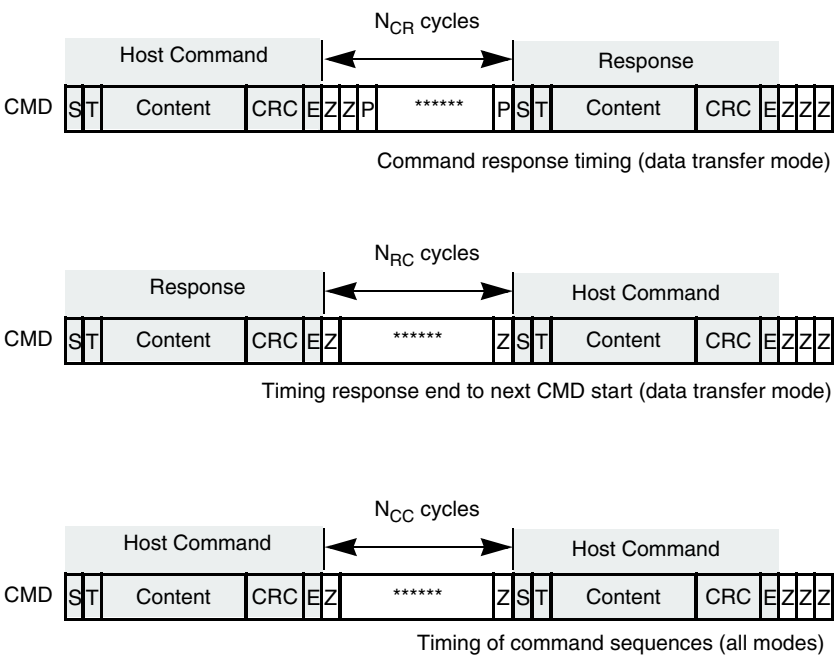 N_CR cycles
Host Command Response
CMD S T Content CRC E Z Z P ****** P S T Content CRC E Z Z Z
Command response timing (data transfer mode)
N_RC cycles
Response Host Command
CMD S T Content CRC E Z ****** Z S T Content CRC E Z Z Z
Timing response end to next CMD start (data transfer mode)
N_CC cycles
Host Command Host Command
CMD S T Content CRC E Z ****** Z S T Content CRC E Z Z Z
Timing of command sequences (all modes)